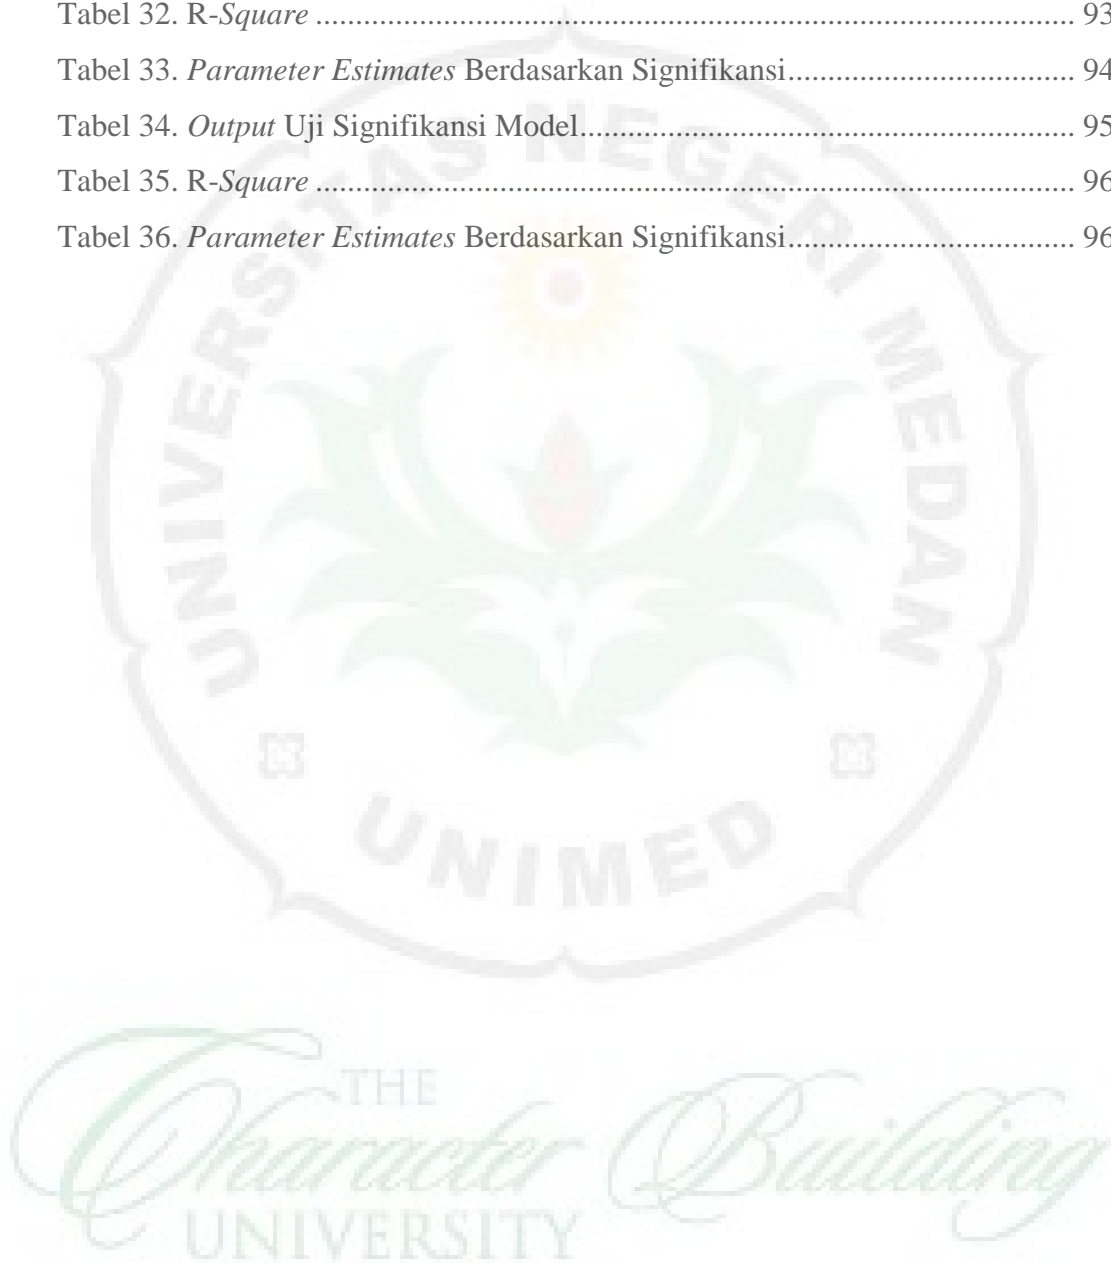 Tabel 32. R-Square ............................................................................................ 93
Tabel 33. Parameter Estimates Berdasarkan Signifikansi................................... 94
Tabel 34. Output Uji Signifikansi Model............................................................ 95
Tabel 35. R-Square ............................................................................................ 96
Tabel 36. Parameter Estimates Berdasarkan Signifikansi................................... 96
UNIVERSITAS NEGERI MEDAN
UNIMED
THE
Character Building
UNIVERSITY